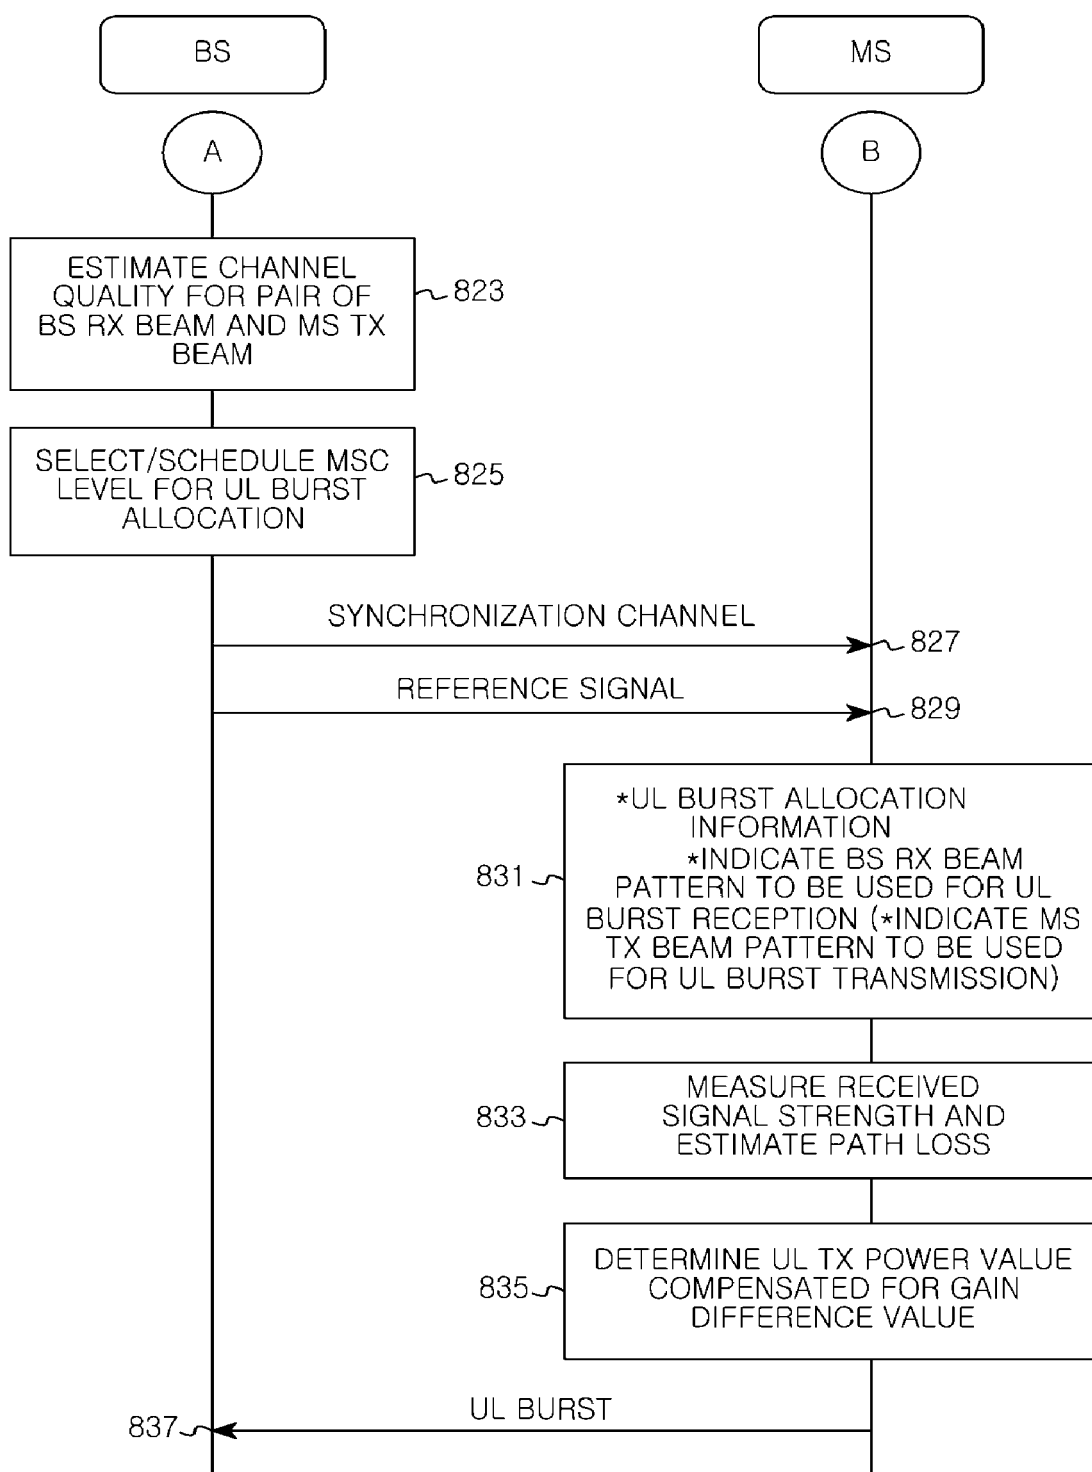 BS
MS
A
B
ESTIMATE CHANNEL
QUALITY FOR PAIR OF
BS RX BEAM AND MS TX
BEAM
823
SELECT/SCHEDULE MSC
LEVEL FOR UL BURST
ALLOCATION
825
SYNCHRONIZATION CHANNEL
827
REFERENCE SIGNAL
829
*UL BURST ALLOCATION
INFORMATION
*INDICATE BS RX BEAM
PATTERN TO BE USED FOR UL
BURST RECEPTION (*INDICATE MS
TX BEAM PATTERN TO BE USED
FOR UL BURST TRANSMISSION)
831
MEASURE RECEIVED
SIGNAL STRENGTH AND
ESTIMATE PATH LOSS
833
DETERMINE UL TX POWER VALUE
COMPENSATED FOR GAIN
DIFFERENCE VALUE
835
UL BURST
837